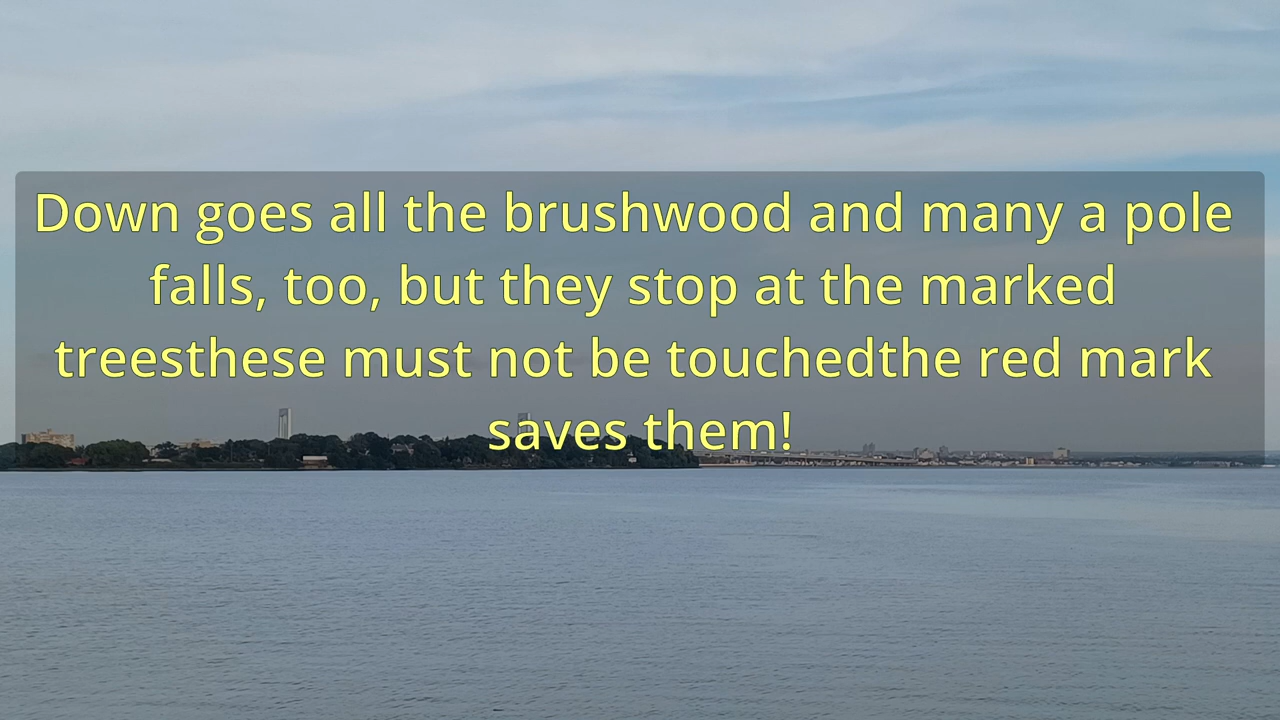 Down goes all the brushwood and many a pole
falls, too, but they stop at the marked
treesthese must not be touchedthe red mark
saves them!